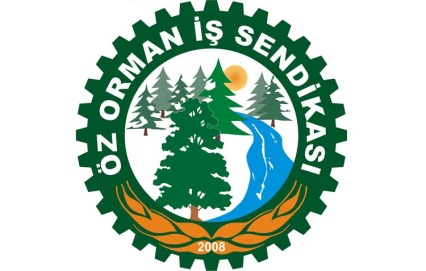 ÖZ ORMAN İŞ SENDİKASI
2008